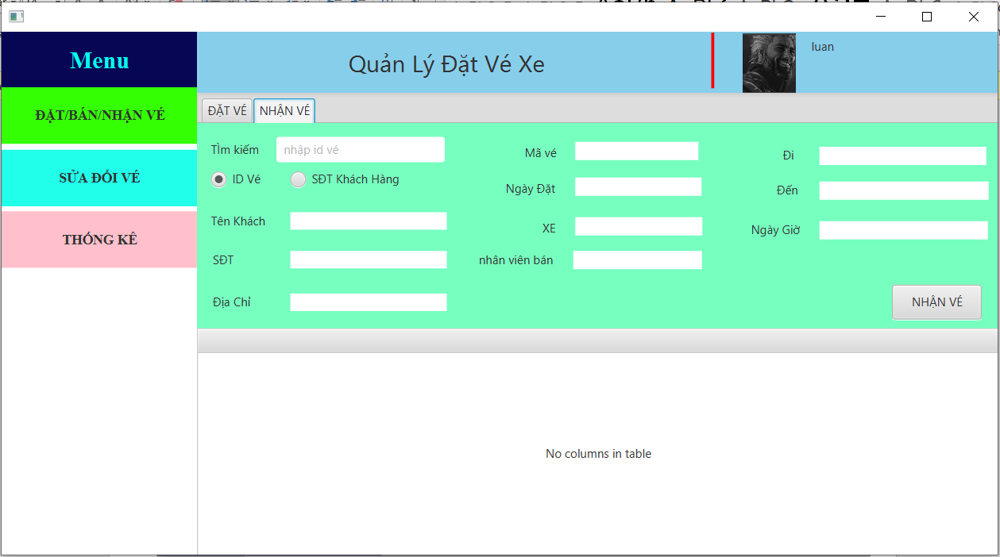 Menu
Quản Lý Đặt Vé Xe
luan
ĐẶT/BÁN/NHẬN VÉ
SỬA ĐỔI VÉ
THỐNG KÊ
ĐẶT VÉ
NHẬN VÉ
TÌm kiếm
nhập id vé
ID Vé
SĐT Khách Hàng
Tên Khách
SĐT
Địa Chỉ
Mã vé
Ngày Đặt
XE
nhân viên bán
Đi
Đến
Ngày Giờ
NHẬN VÉ
No columns in table